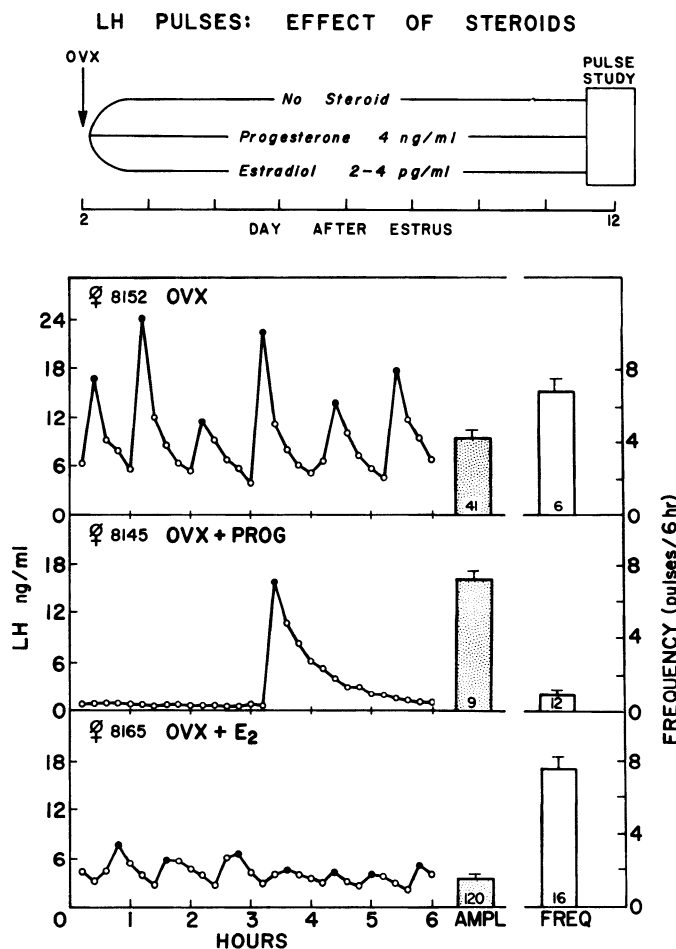 LH PULSES: EFFECT OF STEROIDS
OVX
PULSE
STUDY
No Steroid
Progesterone 4 ng/ml
Estradiol 2-4 pg/ml
2
12
DAY AFTER ESTRUS
8152 OVX
24
18
12
6
0
8
4
0
41
6
8145 OVX + PROG
18
12
6
0
8
4
0
9
12
8165 OVX + E2
18
12
6
0
8
4
0
120
16
LH ng/ml
FREQUENCY (pulses/6 hr)
0 1 2 3 4 5 6 AMPL FREQ
HOURS